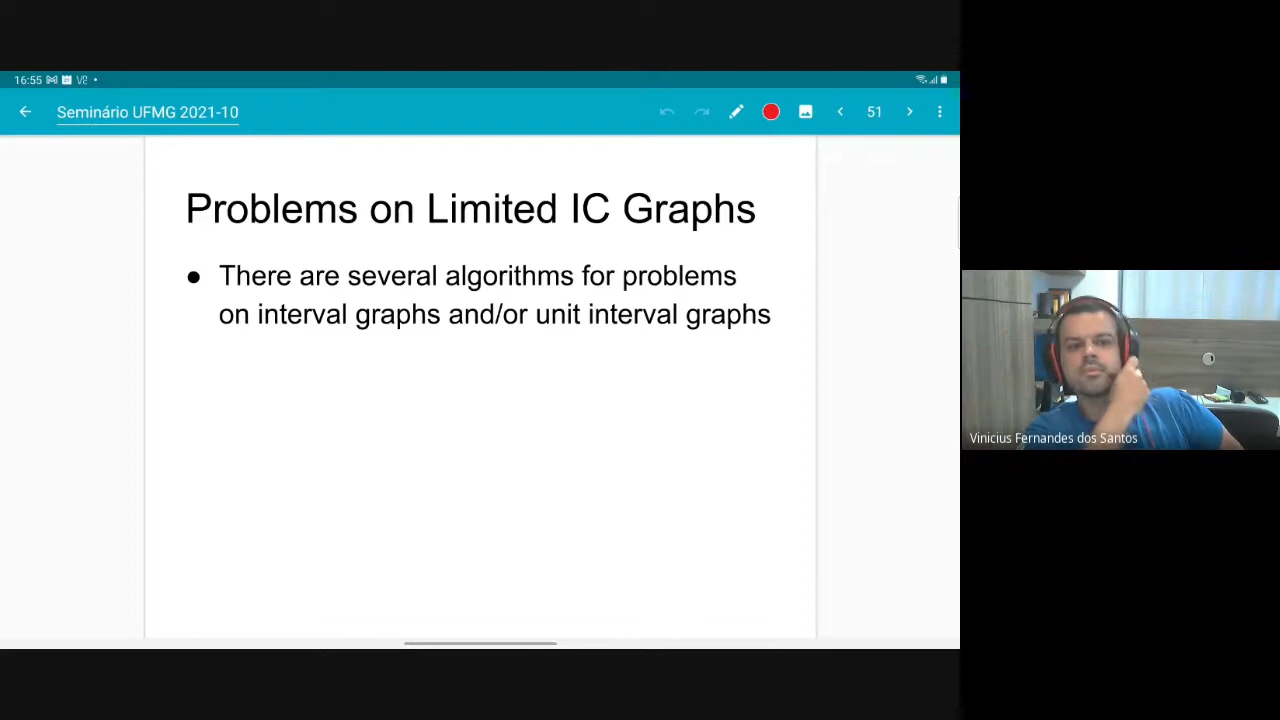 16:55
Seminário UFMG 2021-10
51
Problems on Limited IC Graphs
● There are several algorithms for problems
on interval graphs and/or unit interval graphs
Vinicius Fernandes dos Santos